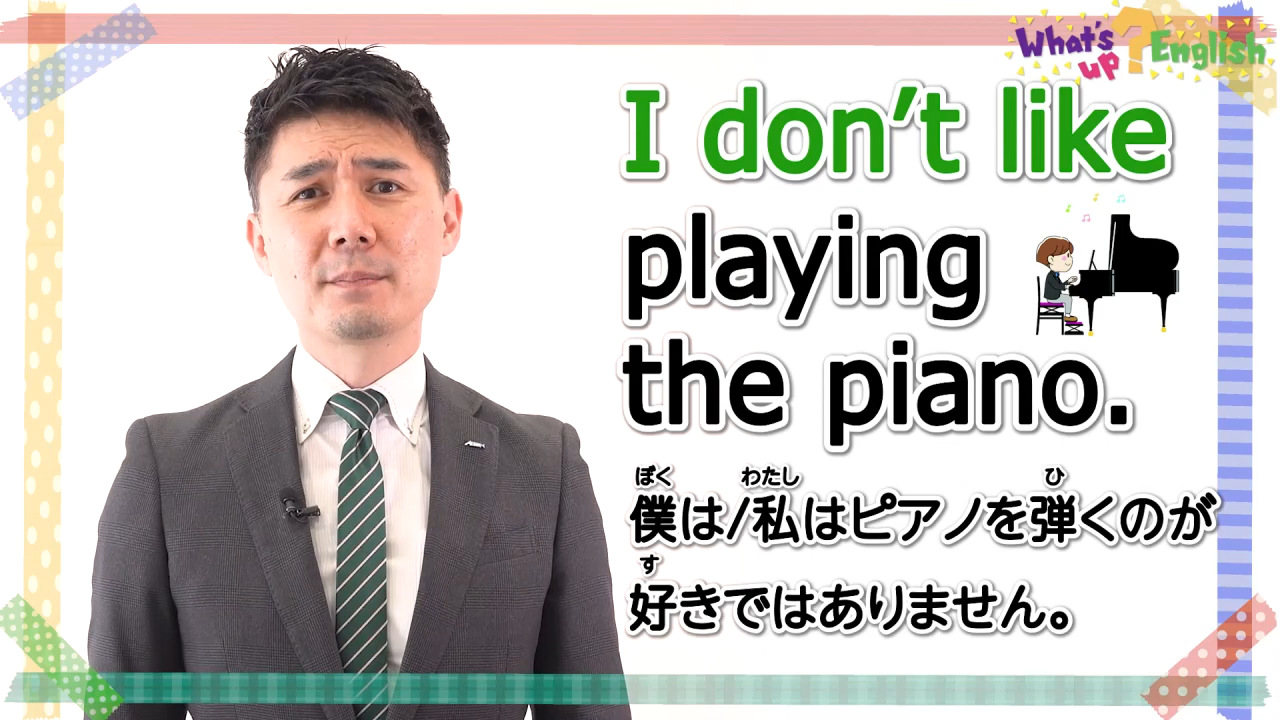 What's up? English
I don't like
playing
the piano.
ぼく わたし ひ
僕は/私はピアノを弾くのが
す
好きではありません。